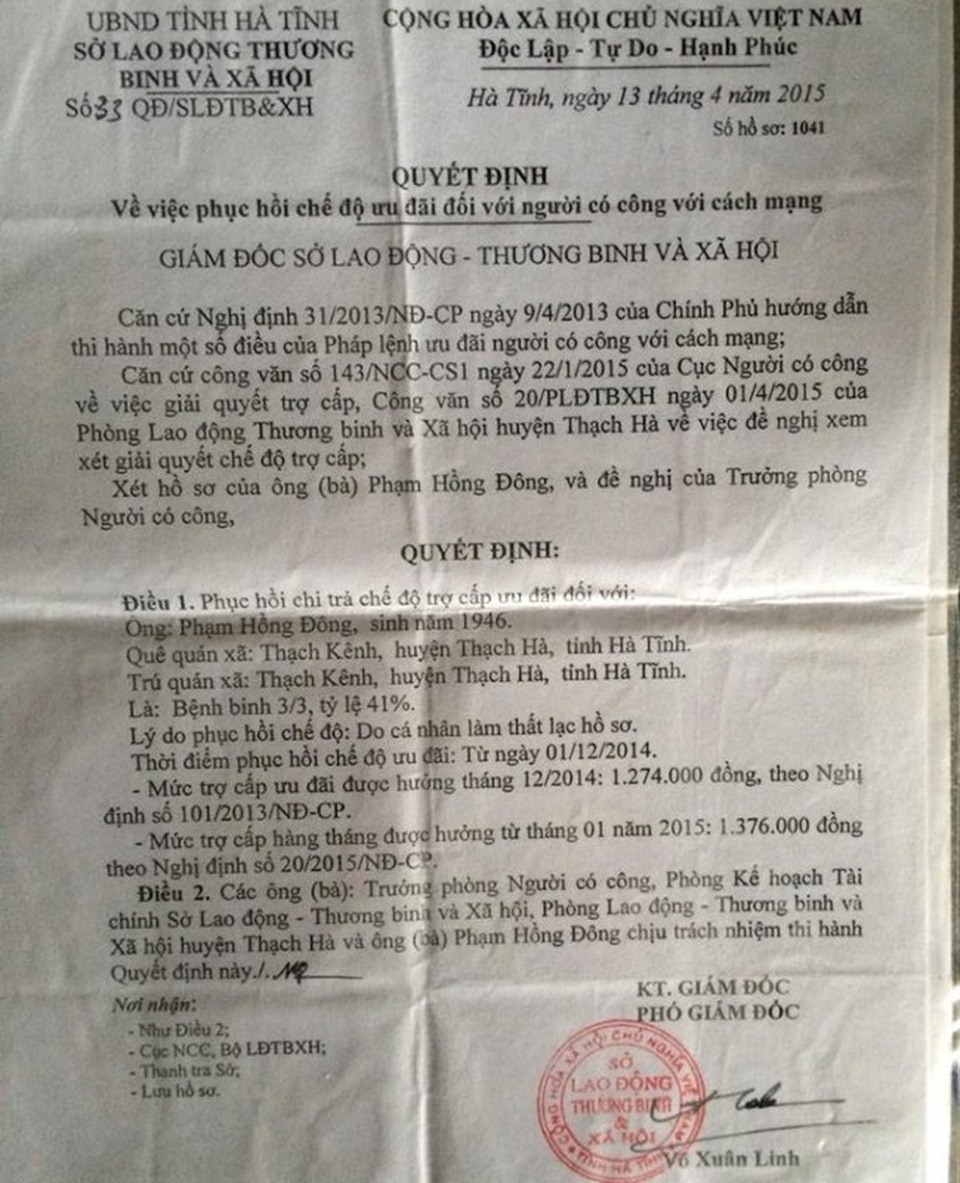 UBND TỈNH HÀ TĨNH
SỞ LAO ĐỘNG THƯƠNG
BINH VÀ XÃ HỘI
Số 33 QĐ/SLĐTB&XH
CỘNG HÒA XÃ HỘI CHỦ NGHĨA VIỆT NAM
Độc Lập - Tự Do - Hạnh Phúc
Hà Tĩnh, ngày 13 tháng 4 năm 2015
Số hồ sơ: 1041
QUYẾT ĐỊNH
Về việc phục hồi chế độ ưu đãi đối với người có công với cách mạng
GIÁM ĐỐC SỞ LAO ĐỘNG - THƯƠNG BINH VÀ XÃ HỘI
Căn cứ Nghị định 31/2013/NĐ-CP ngày 9/4/2013 của Chính Phủ hướng dẫn
thi hành một số điều của Pháp lệnh ưu đãi người có công với cách mạng;
Căn cứ công văn số 143/NCC-CS1 ngày 22/1/2015 của Cục Người có công
về việc giải quyết trợ cấp, Công văn số 20/PLĐTBXH ngày 01/4/2015 của
Phòng Lao động Thương binh và Xã hội huyện Thạch Hà về việc đề nghị xem
xét giải quyết chế độ trợ cấp;
Xét hồ sơ của ông (bà) Phạm Hồng Đông, và đề nghị của Trưởng phòng
Người có công,
QUYẾT ĐỊNH:
Điều 1. Phục hồi chi trả chế độ trợ cấp ưu đãi đối với:
Ông: Phạm Hồng Đông, sinh năm 1946.
Quê quán xã: Thạch Kênh, huyện Thạch Hà, tỉnh Hà Tĩnh.
Trú quán xã: Thạch Kênh, huyện Thạch Hà, tỉnh Hà Tĩnh.
Là: Bệnh binh 3/3, tỷ lệ 41%.
Lý do phục hồi chế độ: Do cá nhân làm thất lạc hồ sơ.
Thời điểm phục hồi chế độ ưu đãi: Từ ngày 01/12/2014.
- Mức trợ cấp ưu đãi được hưởng tháng 12/2014: 1.274.000 đồng, theo Nghị
định số 101/2013/NĐ-CP.
- Mức trợ cấp hàng tháng được hưởng từ tháng 01 năm 2015: 1.376.000 đồng
theo Nghị định số 20/2015/NĐ-CP.
Điều 2. Các ông (bà): Trưởng phòng Người có công, Phòng Kế hoạch Tài
chính Sở Lao động - Thương binh và Xã hội, Phòng Lao động - Thương binh và
Xã hội huyện Thạch Hà và ông (bà) Phạm Hồng Đông chịu trách nhiệm thi hành
Quyết định này./.
Nơi nhận:
- Như Điều 2;
- Cục NCC, Bộ LĐTBXH;
- Thanh tra Sở;
- Lưu hồ sơ.
KT. GIÁM ĐỐC
PHÓ GIÁM ĐỐC
CỘNG HÒA XÃ HỘI CHỦ NGHĨA VIỆT NAM
SỞ
LAO ĐỘNG
THƯƠNG BINH
&
XÃ HỘI
TỈNH HÀ TĨNH
Võ Xuân Linh